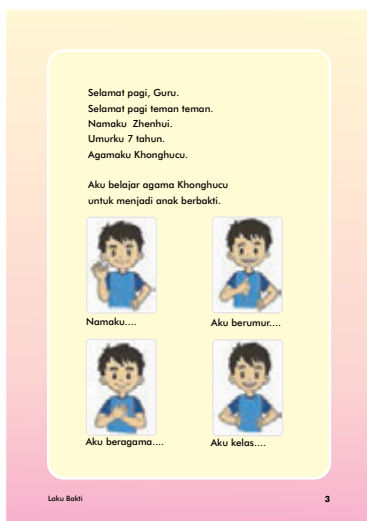 Selamat pagi, Guru.
Selamat pagi teman teman.
Namaku Zhenhui.
Umurku 7 tahun.
Agamaku Khonghucu.
Aku belajar agama Khonghucu
untuk menjadi anak berbakti.
Namaku....
Aku berumur....
Aku beragama....
Aku kelas....
Laku Bakti
3